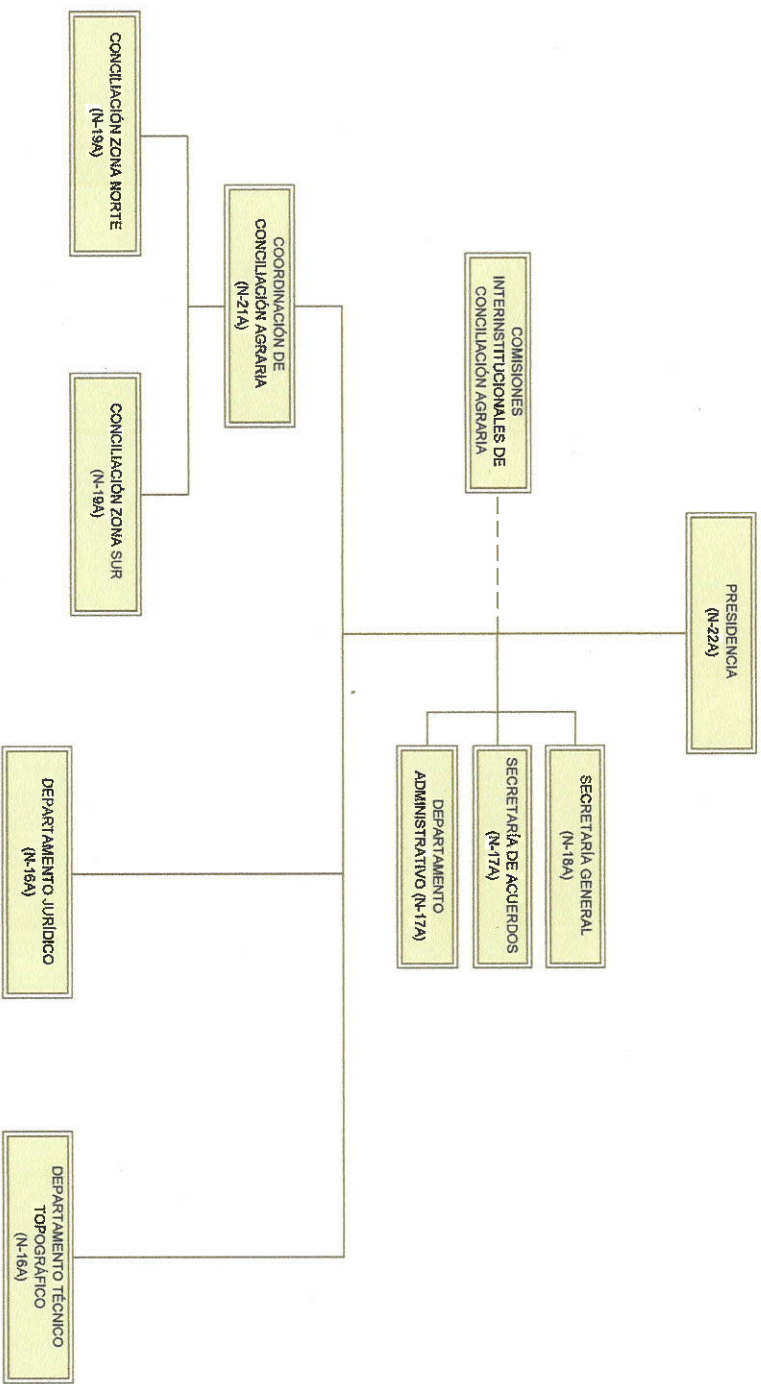 PRESIDENCIA
(N-22A)
COMISIONES
INTERINSTITUCIONALES DE
CONCILIACIÓN AGRARIA
SECRETARÍA GENERAL
(N-18A)
SECRETARÍA DE ACUERDOS
(N-17A)
DEPARTAMENTO
ADMINISTRATIVO (N-17A)
COORDINACIÓN DE
CONCILIACIÓN AGRARIA
(N-21A)
CONCILIACIÓN ZONA NORTE
(N-19A)
CONCILIACIÓN ZONA SUR
(N-19A)
DEPARTAMENTO JURÍDICO
(N-16A)
DEPARTAMENTO TÉCNICO
TOPOGRÁFICO
(N-16A)